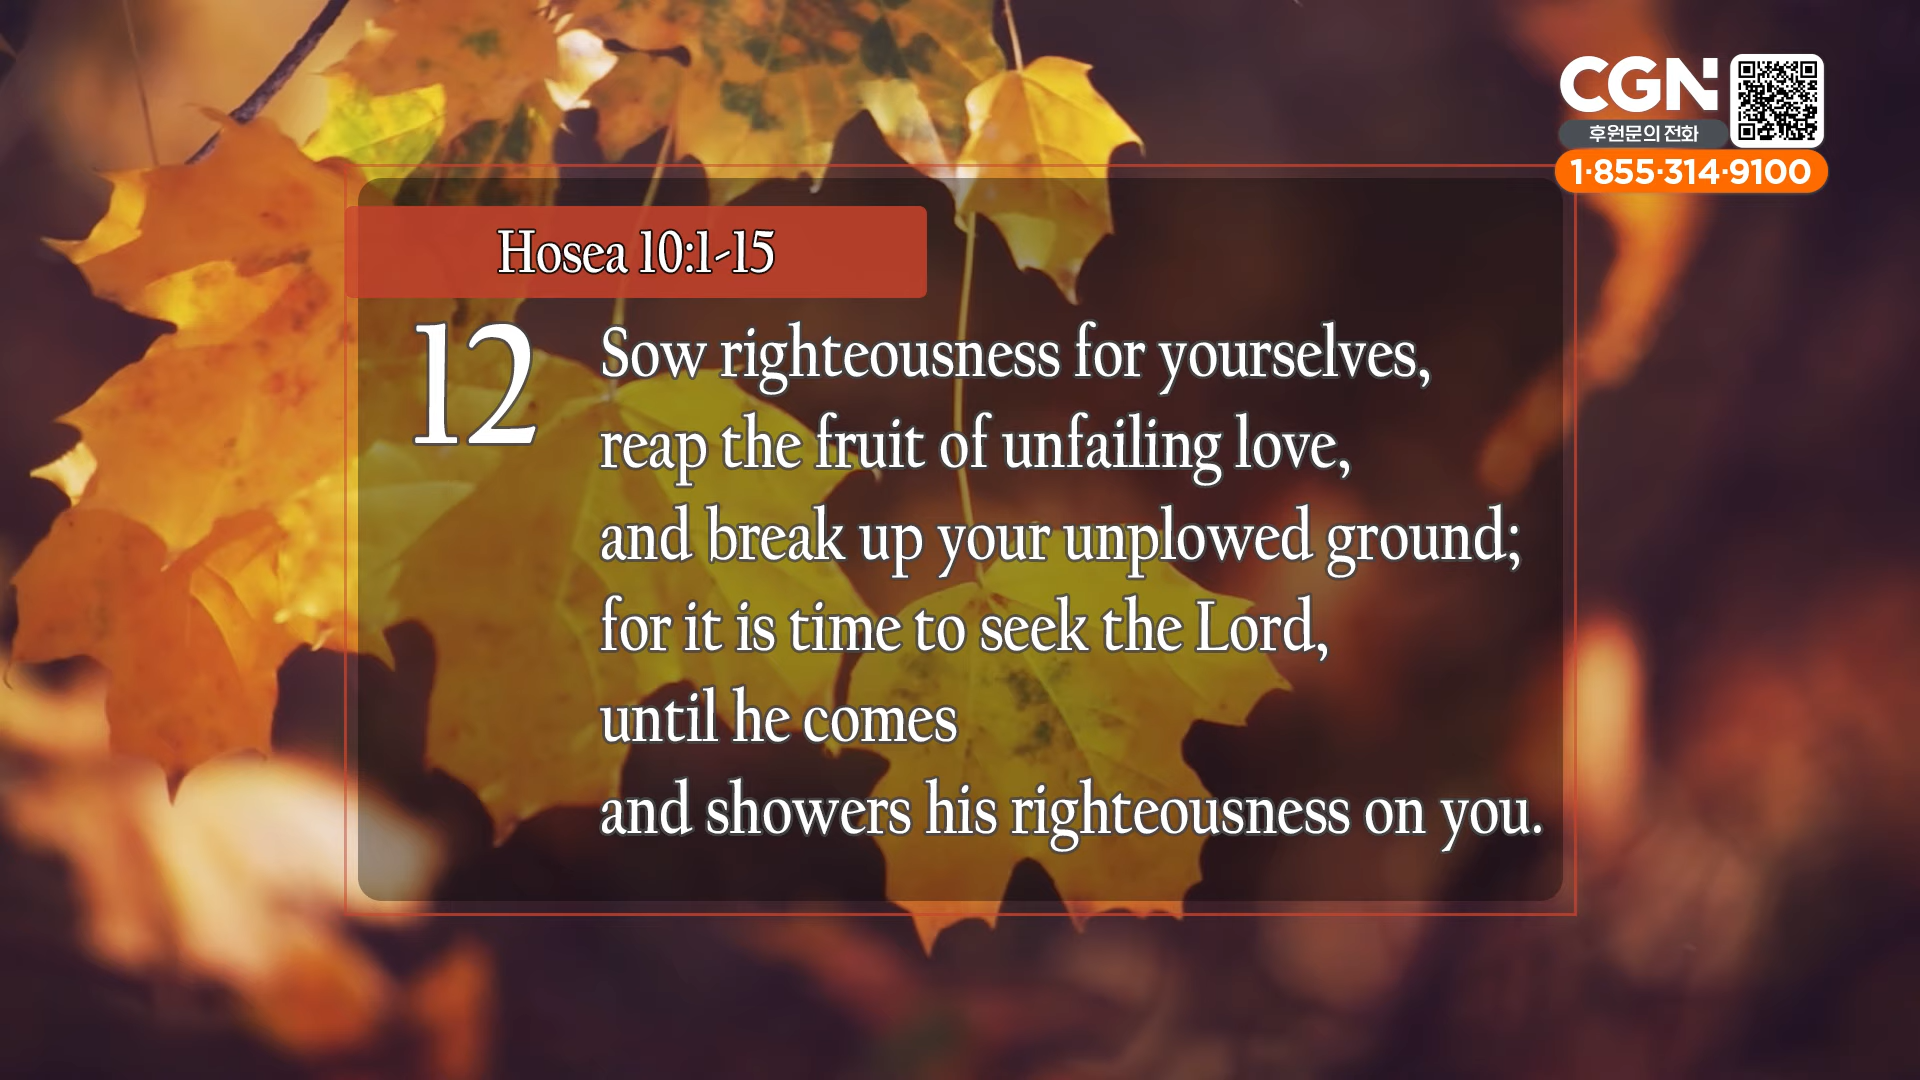 CGN
후원문의 전화
1·855·314·9100
Hosea 10:1-15
12
Sow righteousness for yourselves,
reap the fruit of unfailing love,
and break up your unplowed ground;
for it is time to seek the Lord,
until he comes
and showers his righteousness on you.